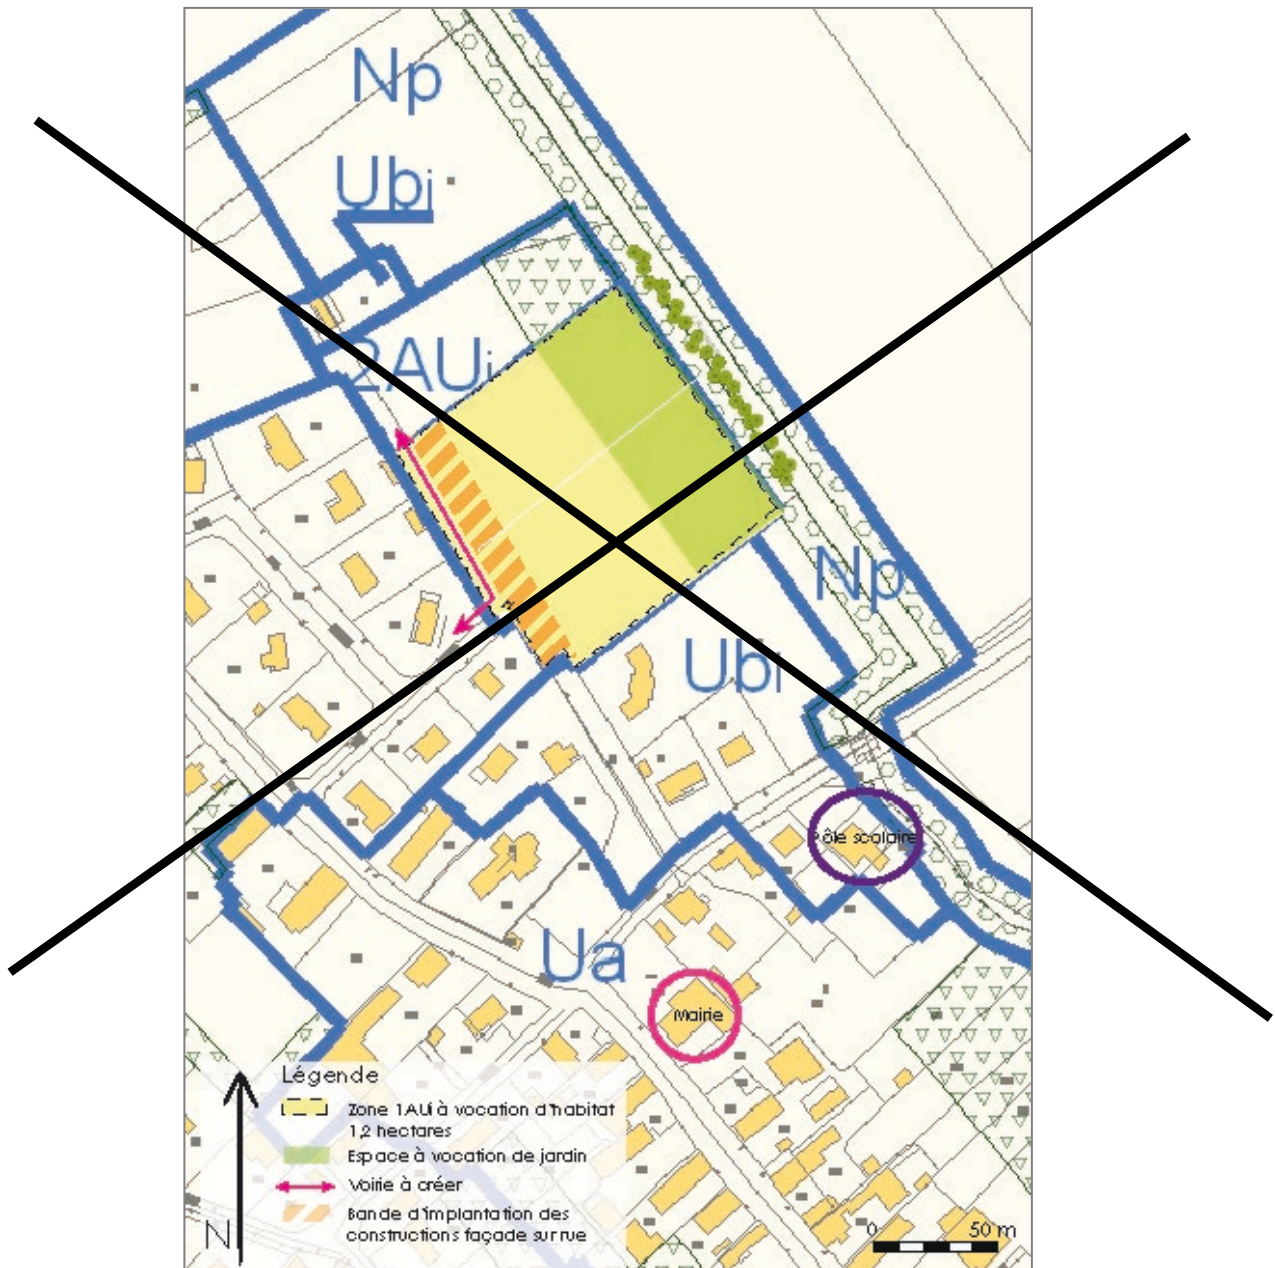 Np
Ubi
2AUi
Np
Ubi
Pôle scolaire
Ua
Mairie
Légende
Zone 1AUi à vocation d'habitat
1,2 hectares
Espace à vocation de jardin
Voirie à créer
Bande d'implantation des
constructions façade sur rue
N
0 50 m